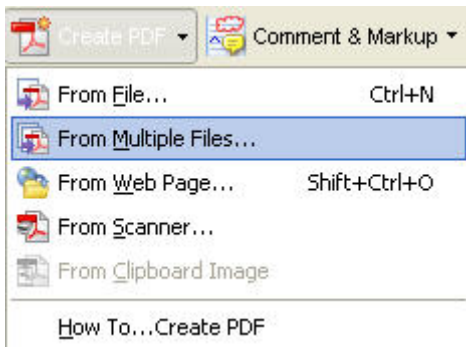 Create PDF Comment & Markup
From File... Ctrl+N
From Multiple Files...
From Web Page... Shift+Ctrl+O
From Scanner...
From Clipboard Image
How To...Create PDF